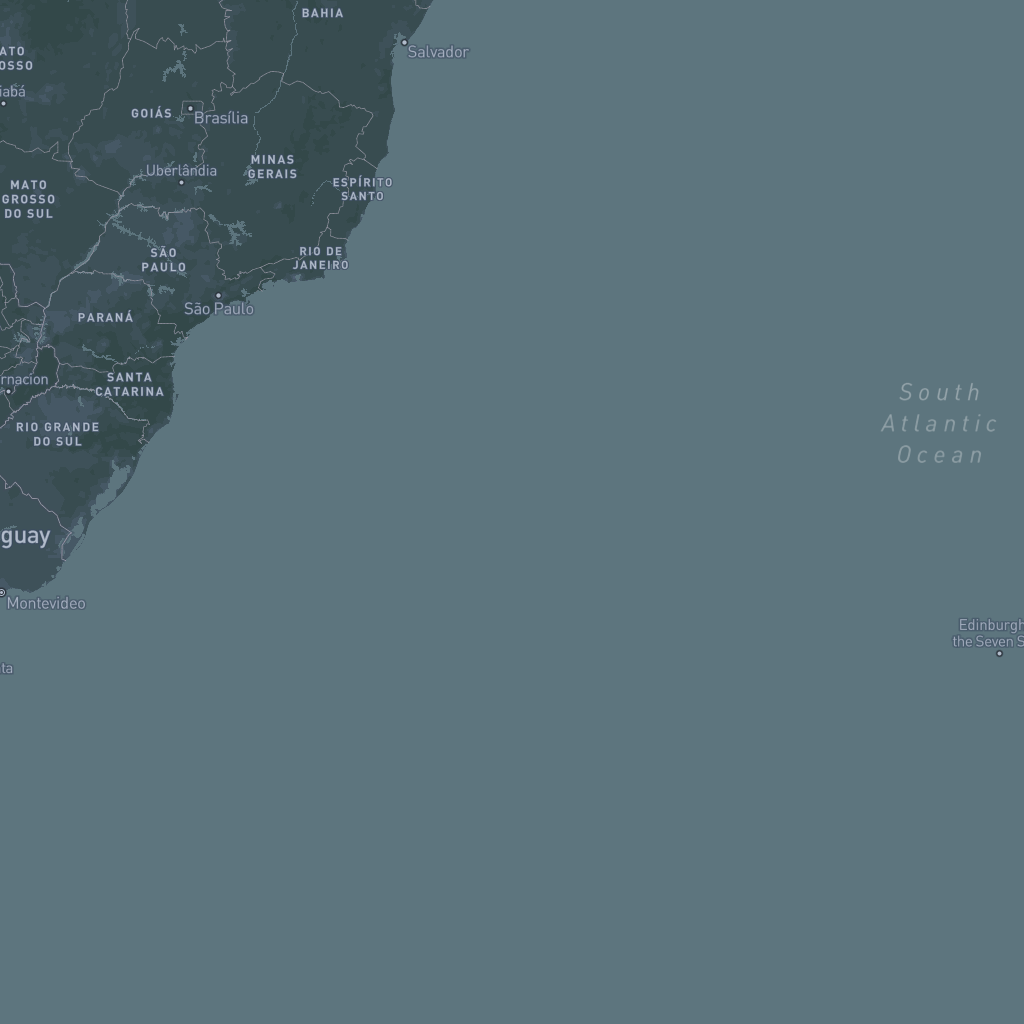 BAHIA
Salvador
ATO
OSSO
iabá
GOIÁS
Brasília
MINAS
GERAIS
Uberlândia
ESPÍRITO
SANTO
MATO
GROSSO
DO SUL
SÃO
PAULO
RIO DE
JANEIRO
São Paulo
PARANÁ
rnacion
SANTA
CATARINA
South
Atlantic
Ocean
RIO GRANDE
DO SUL
guay
Montevideo
Edinburgh
the Seven S
ta